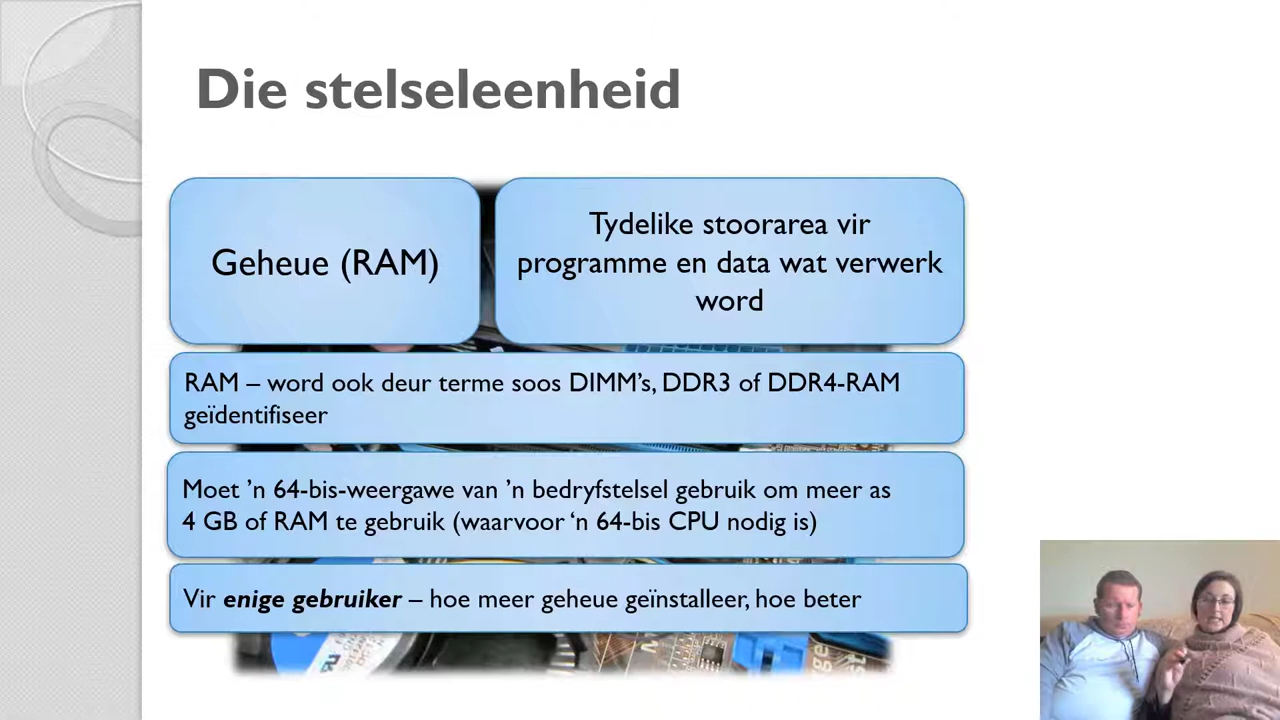 Die stelseleenheid
Geheue (RAM)
Tydelike stoorarea vir
programme en data wat verwerk
word
RAM – word ook deur terme soos DIMM’s, DDR3 of DDR4-RAM
geïdentifiseer
Moet ’n 64-bis-weergawe van ’n bedryfstelsel gebruik om meer as
4 GB of RAM te gebruik (waarvoor ‘n 64-bis CPU nodig is)
Vir enige gebruiker – hoe meer geheue geïnstalleer, hoe beter